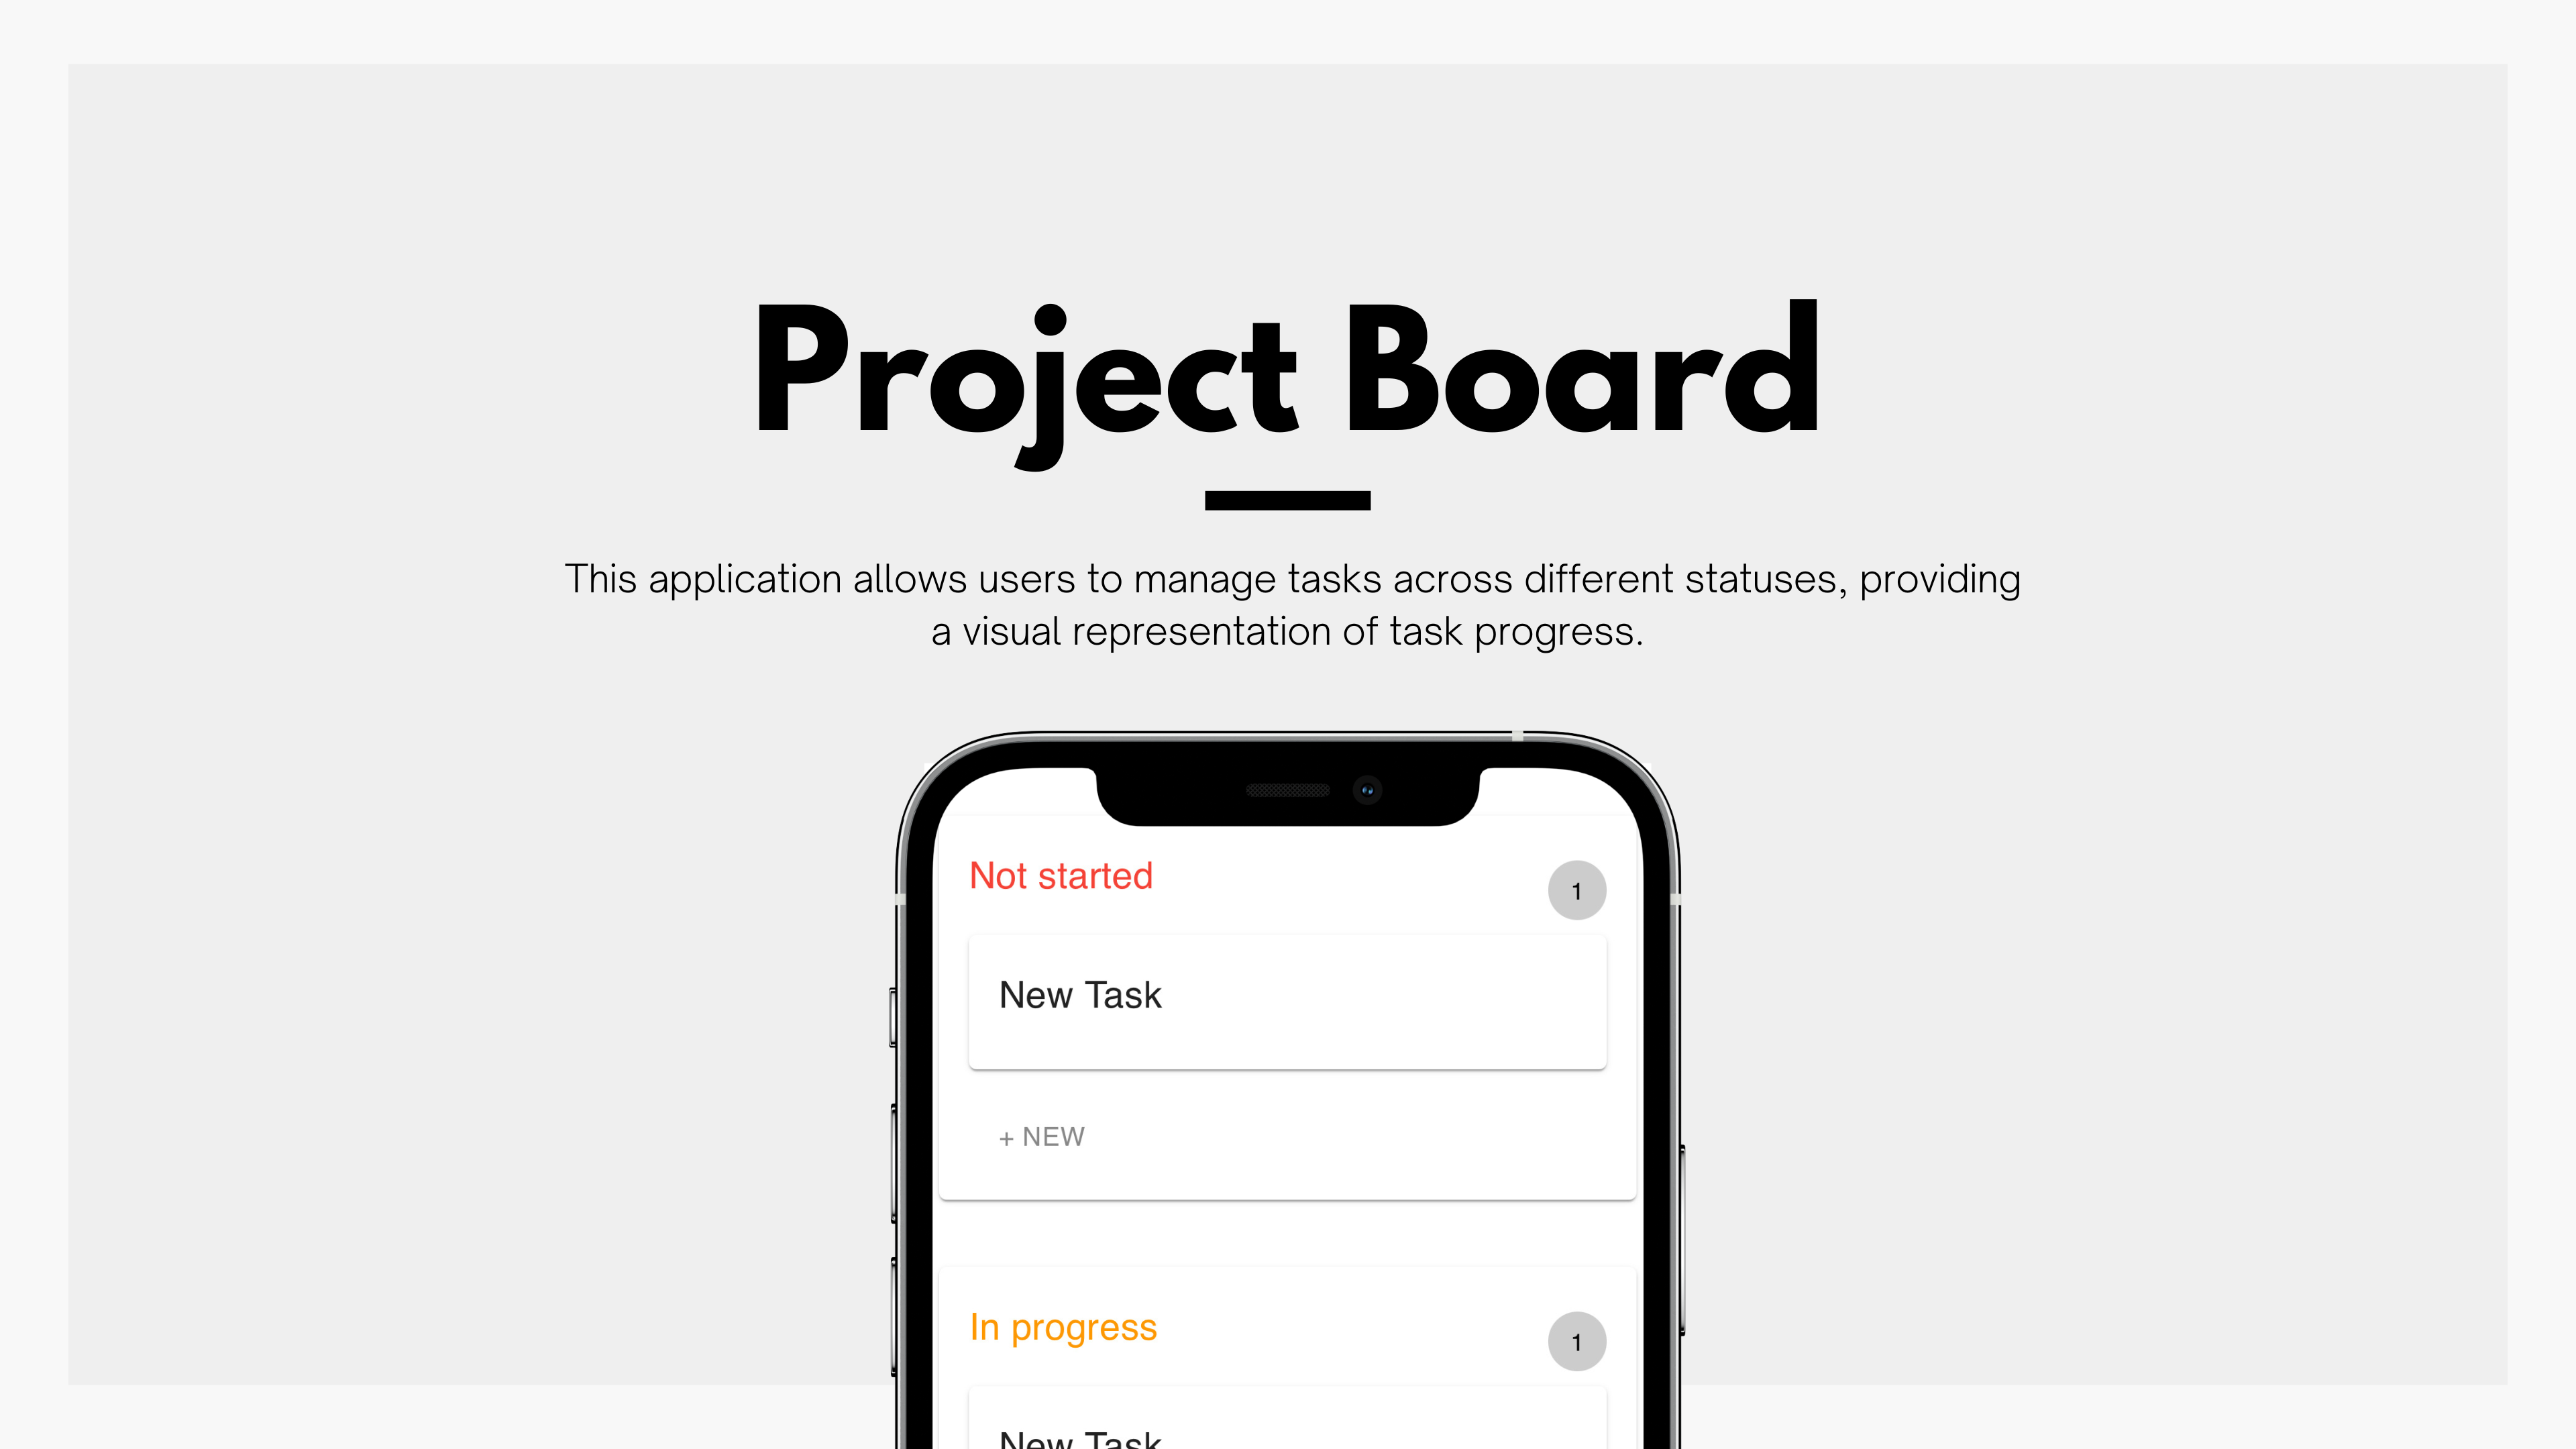 Project Board
This application allows users to manage tasks across different statuses, providing
a visual representation of task progress.
Not started
1
New Task
+ NEW
In progress
1
New Task